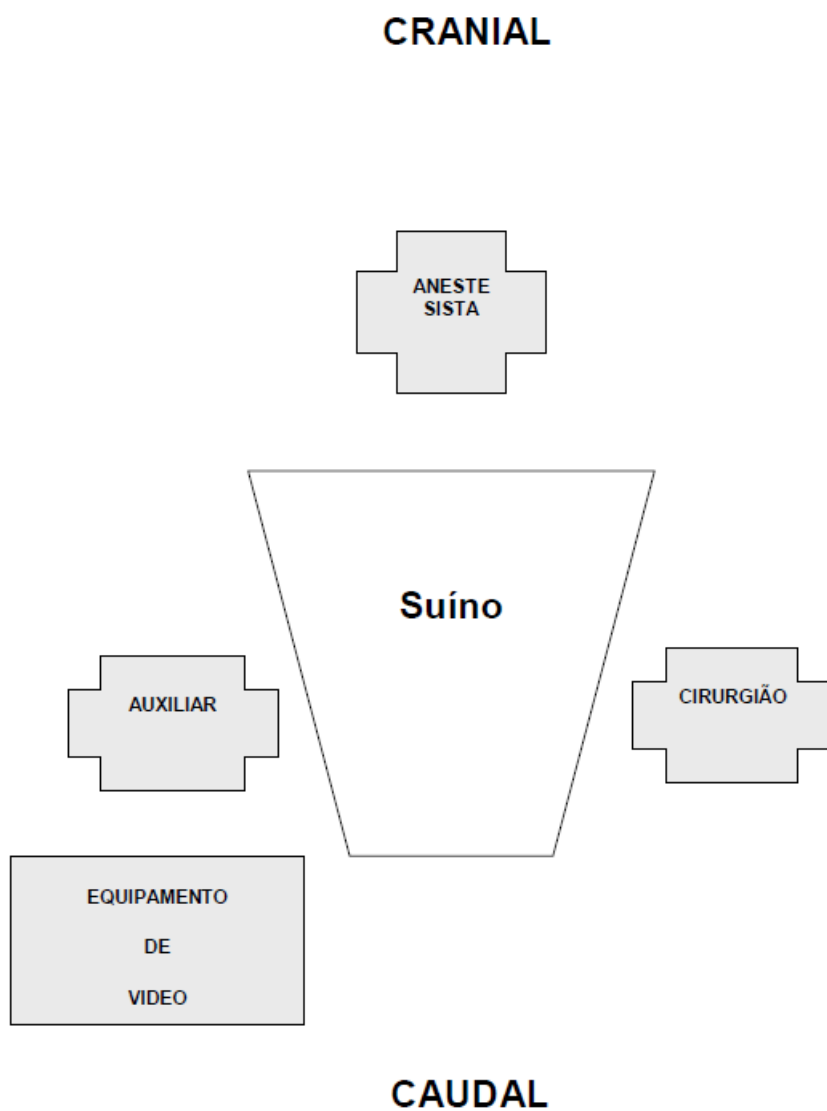 CRANIAL
ANESTE
SISTA
Suíno
AUXILIAR
CIRURGIÃO
EQUIPAMENTO
DE
VIDEO
CAUDAL